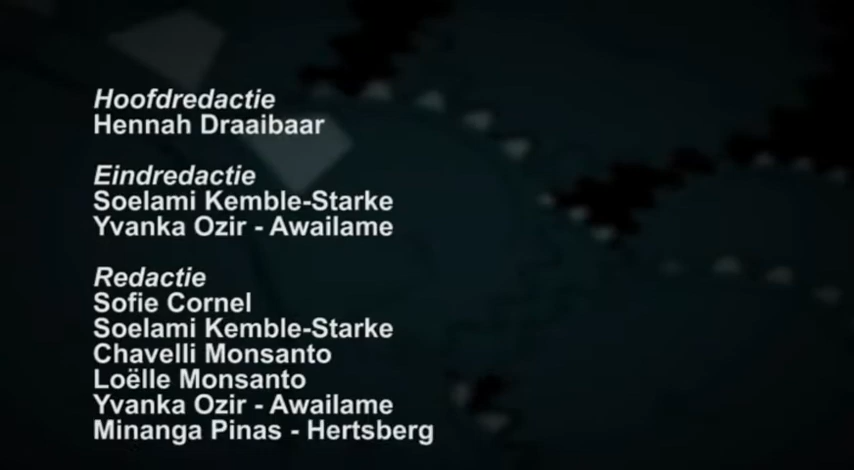 Hoofdredactie
Hennah Draaibaar
Eindredactie
Soelami Kemble-Starke
Yvanka Ozir - Awailame
Redactie
Sofie Cornel
Soelami Kemble-Starke
Chavelli Monsanto
Loëlle Monsanto
Yvanka Ozir - Awailame
Minanga Pinas - Hertsberg